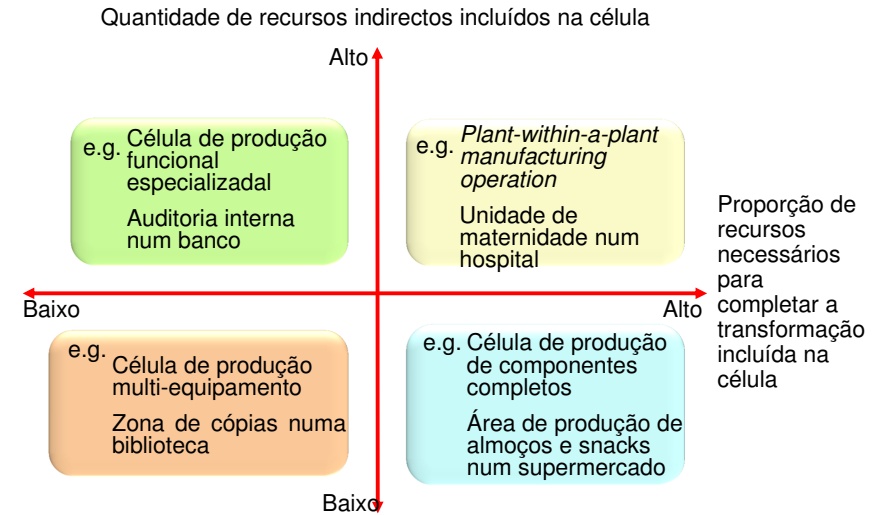 Quantidade de recursos indirectos incluídos na célula
Alto
e.g. Célula de produção
funcional
especializadal
Auditoria interna
num banco
e.g. Plant-within-a-plant
manufacturing
operation
Unidade de
maternidade num
hospital
Proporção de
recursos
necessários
para
completar a
transformação
incluída na
célula
Baixo
Alto
e.g. Célula de produção
multi-equipamento
Zona de cópias numa
biblioteca
e.g. Célula de produção
de componentes
completos
Área de produção de
almoços e snacks
num supermercado
Baixo